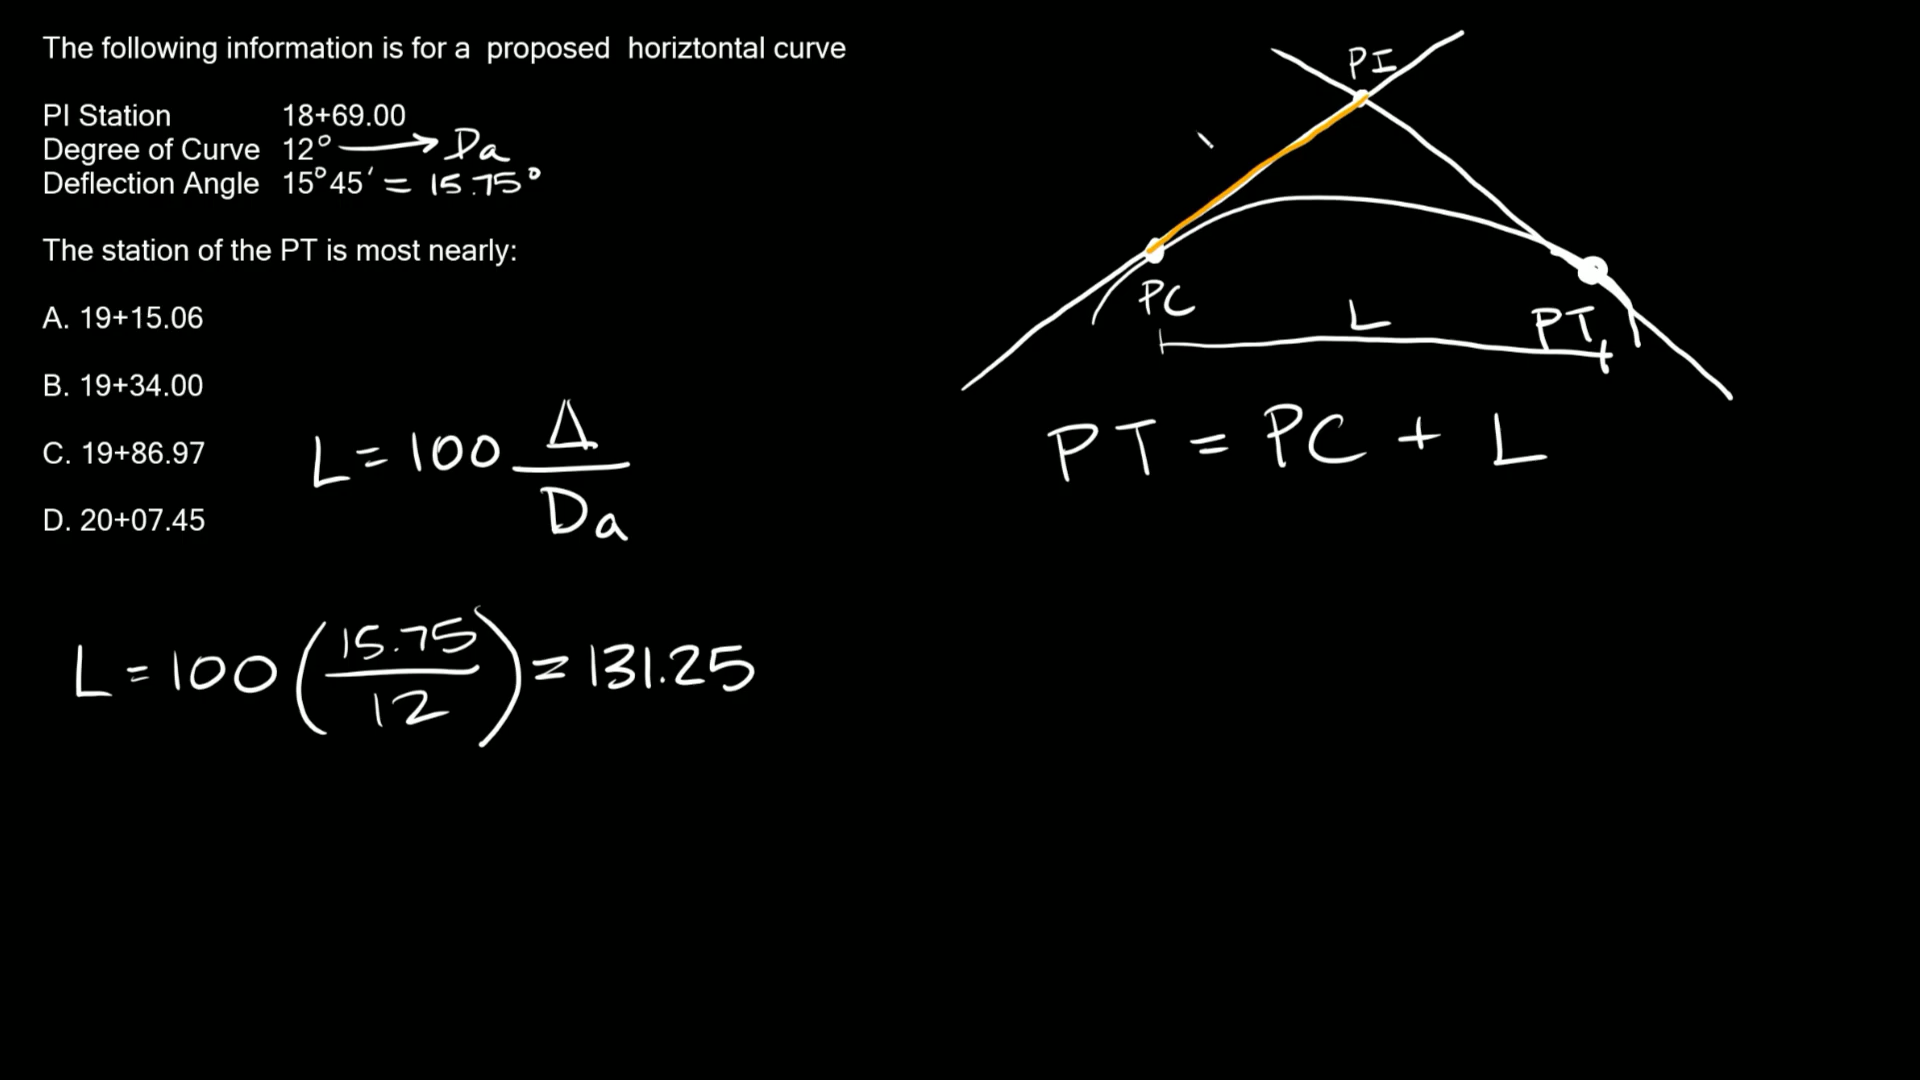 The following information is for a proposed horiztontal curve
PI Station 18+69.00
Degree of Curve 12° → Da
Deflection Angle 15°45′ = 15.75°
The station of the PT is most nearly:
A. 19+15.06
B. 19+34.00
C. 19+86.97
D. 20+07.45
L = 100 Δ / Da
L = 100 (15.75 / 12) = 131.25
PI
PC
L
PT
PT = PC + L